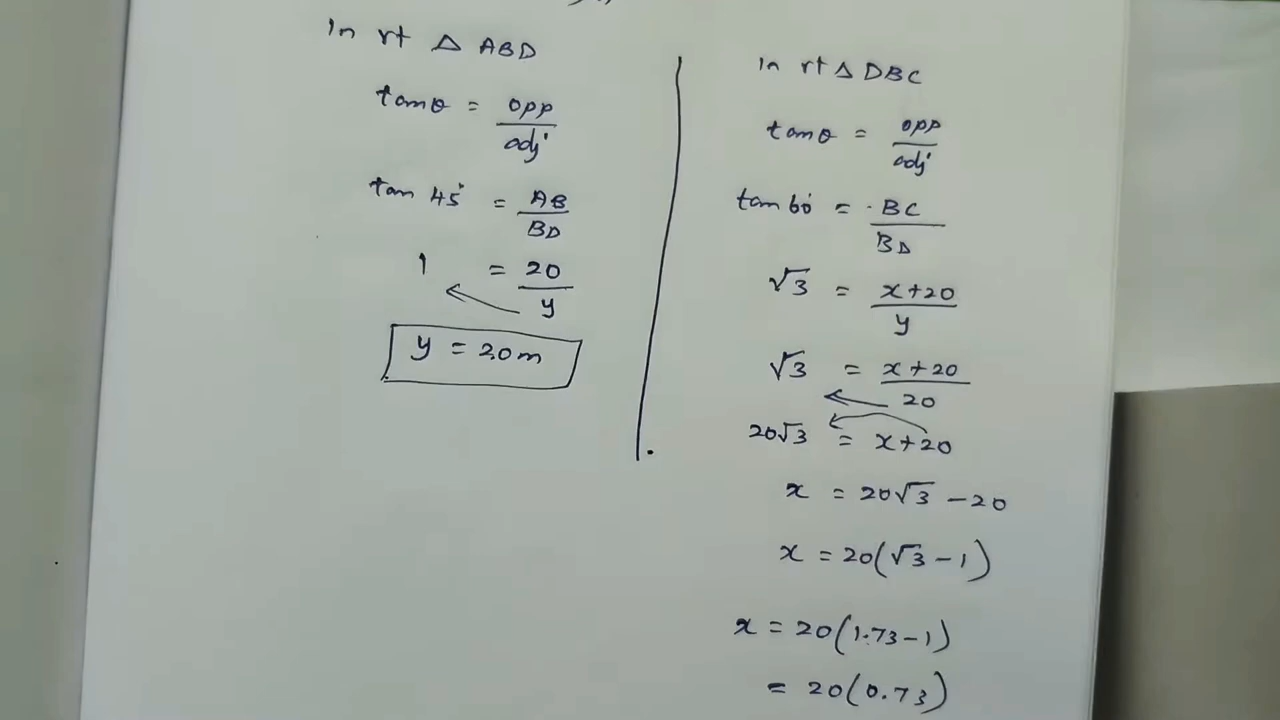 In rt △ ABD
tanθ = opp/adj
tan 45° = AB/BD
1 = 20/y
y = 20m
In rt △ DBC
tanθ = opp/adj
tan 60° = BC/BD
√3 = x+20/y
√3 = x+20/20
20√3 = x+20
x = 20√3 - 20
x = 20(√3 - 1)
x = 20(1.73 - 1)
= 20(0.73)